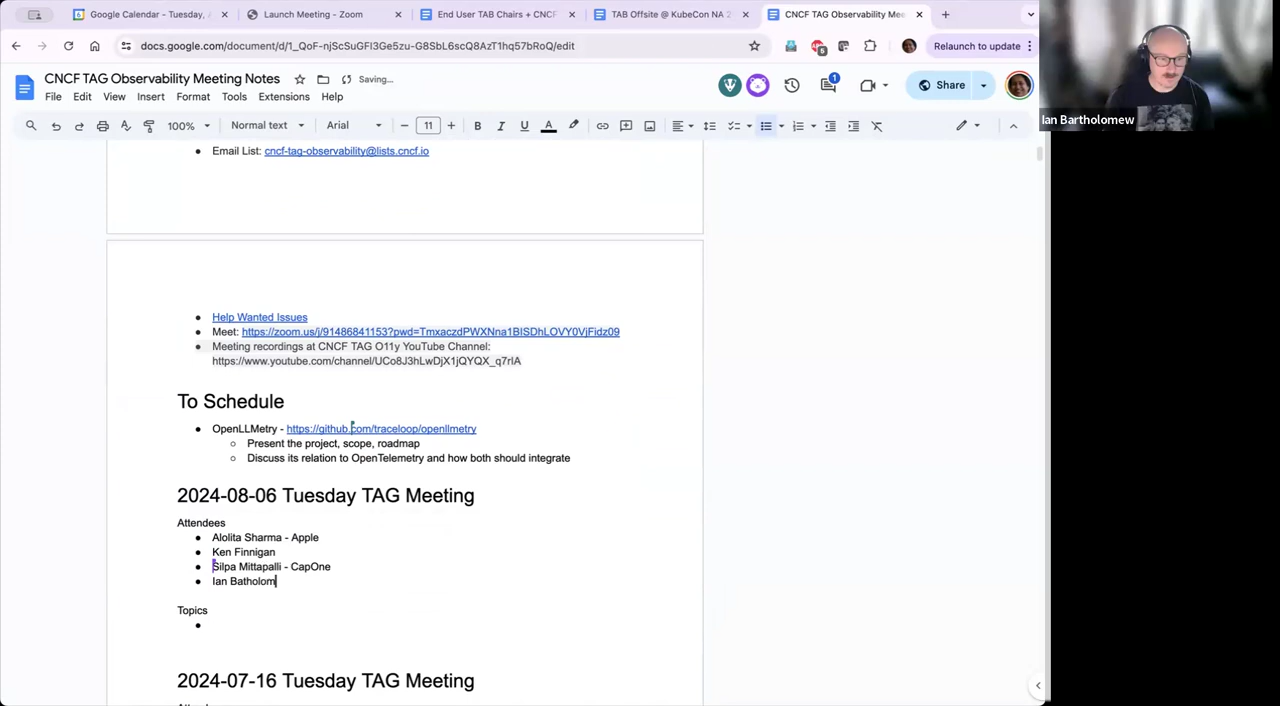 Google Calendar - Tuesday, A
Launch Meeting - Zoom
End User TAB Chairs + CNCF
TAB Offsite @ KubeCon NA 2
CNCF TAG Observability Mee
docs.google.com/document/d/1_QoF-njScSuGFl3Ge5zu-G8SbL6scQ8AzT1hq57bRoQ/edit
Relaunch to update
CNCF TAG Observability Meeting Notes
Saving...
File Edit View Insert Format Tools Extensions Help
1
Share
100%
Normal text
Arial
11
B I U A
Ian Bartholomew
Email List: cncf-tag-observability@lists.cncf.io
Help Wanted Issues
Meet: https://zoom.us/j/91486841153?pwd=TmxaczdPWXNna1BISDhLOVY0VjFidz09
Meeting recordings at CNCF TAG O11y YouTube Channel:
https://www.youtube.com/channel/UCo8J3hLwDjX1jQYQX_q7rIA
To Schedule
OpenLLMetry - https://github.com/traceloop/openllmetry
Present the project, scope, roadmap
Discuss its relation to OpenTelemetry and how both should integrate
2024-08-06 Tuesday TAG Meeting
Attendees
Alolita Sharma - Apple
Ken Finnigan
Silpa Mittapalli - CapOne
Ian Batholom
Topics
2024-07-16 Tuesday TAG Meeting